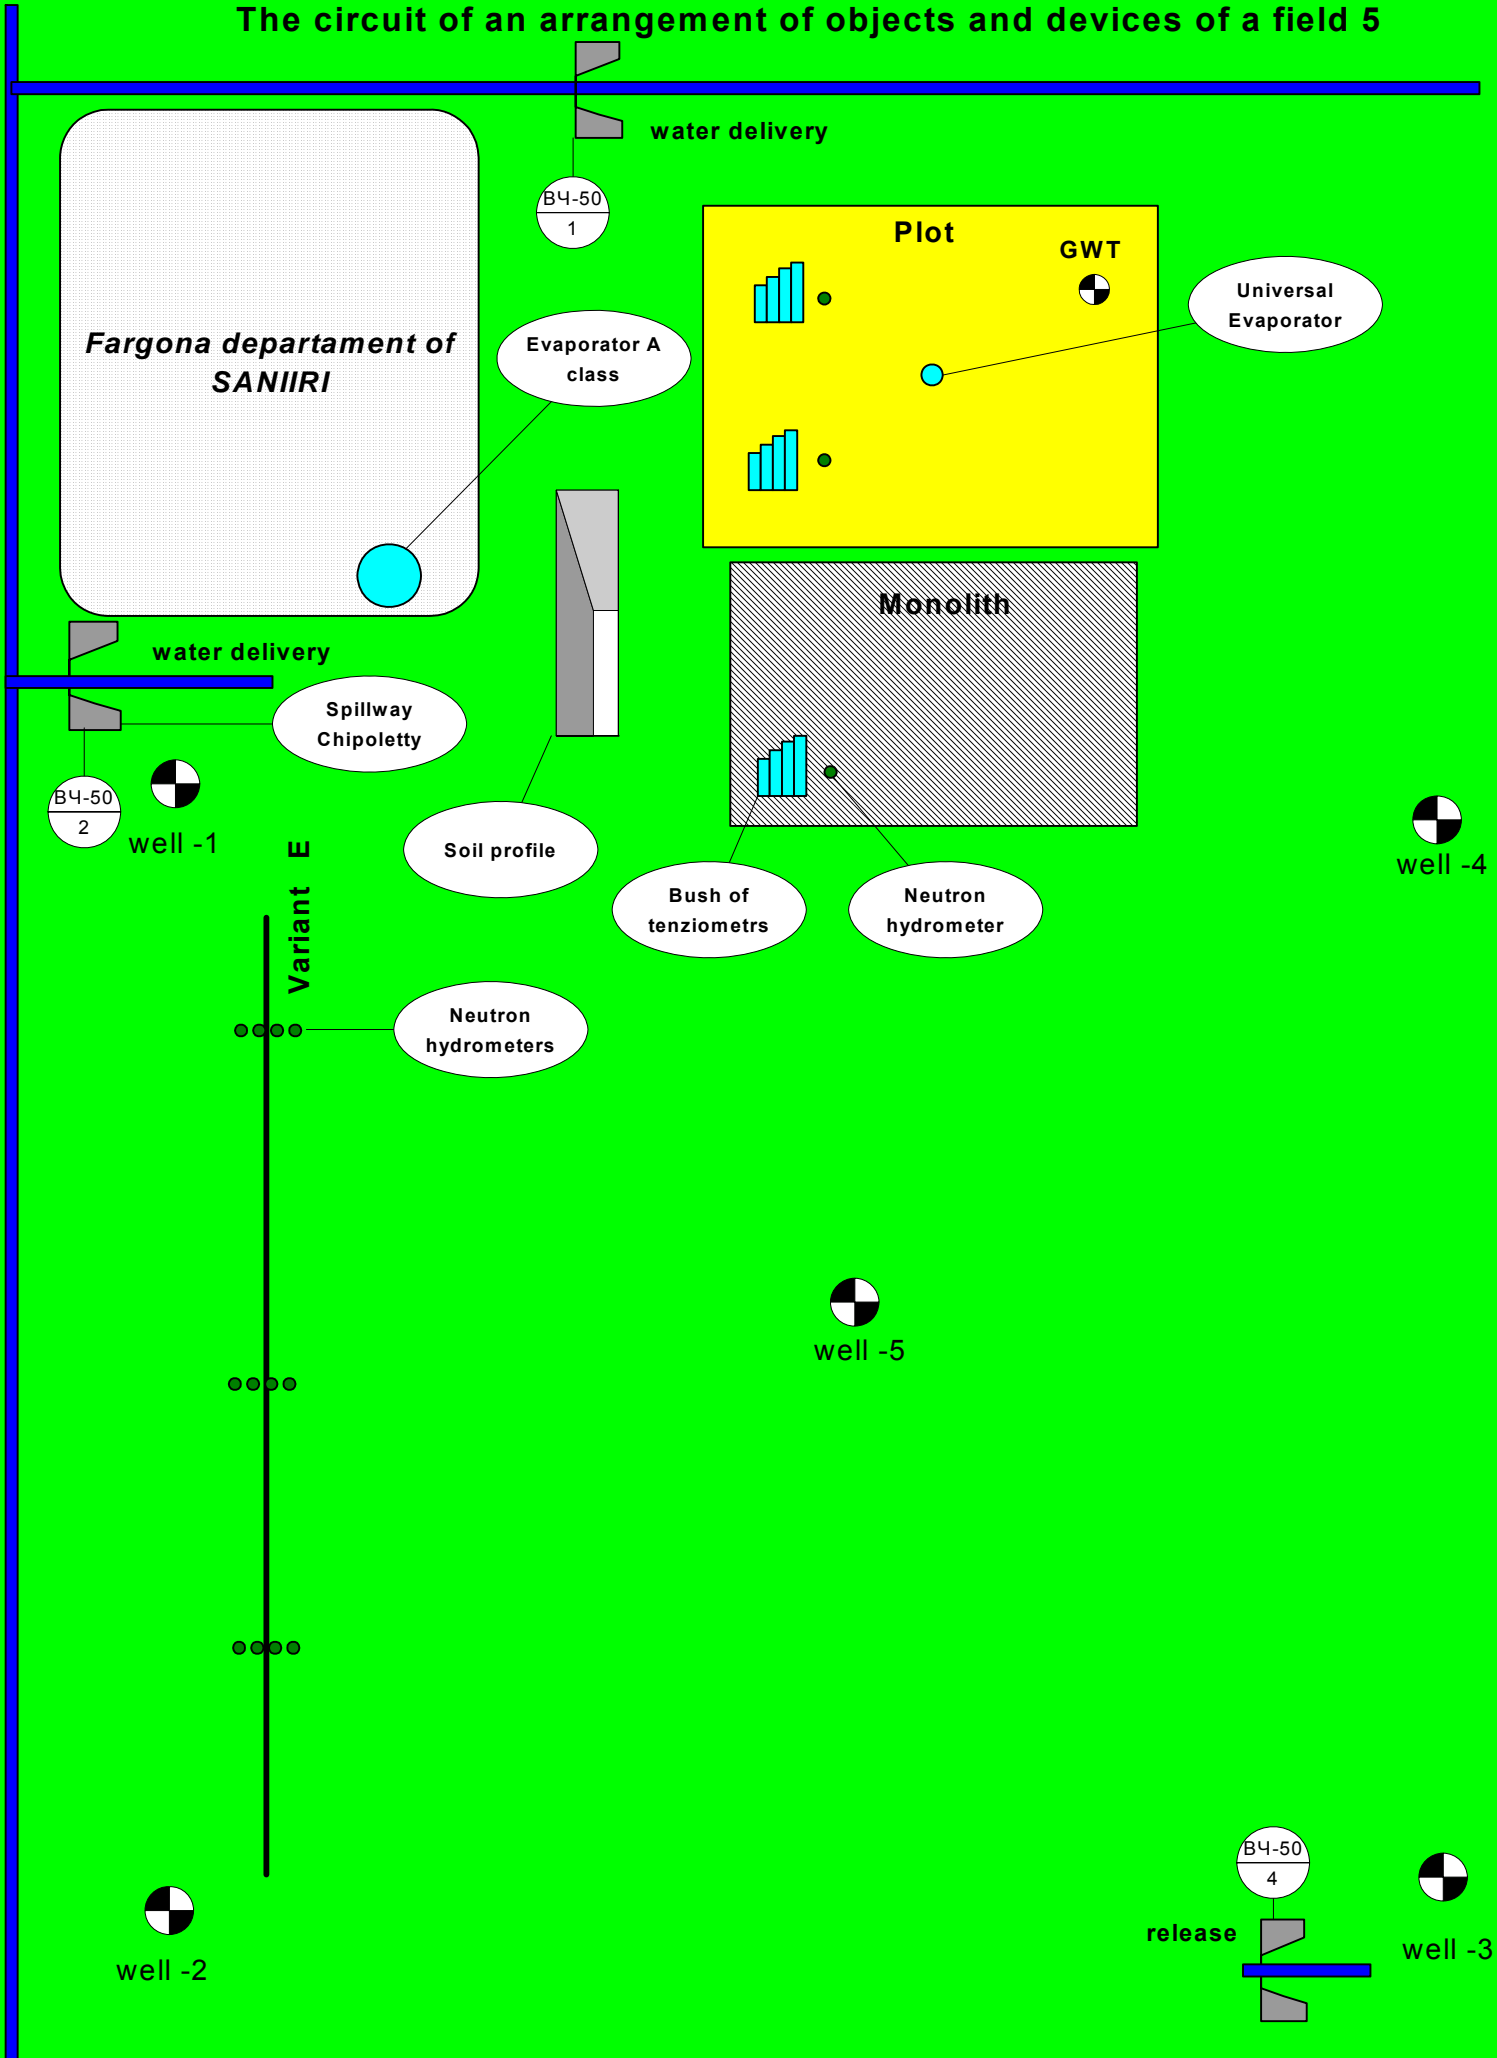 The circuit of an arrangement of objects and devices of a field 5
water delivery
ВЧ-50
1
Plot
GWT
Universal
Evaporator
Fargona departament of
SANIIRI
Evaporator A
class
Monolith
water delivery
Spillway
Chipoletty
ВЧ-50
2
well -1
Soil profile
well -4
Bush of
tenziometrs
Neutron
hydrometer
Variant E
Neutron
hydrometers
well -5
ВЧ-50
4
release
well -3
well -2